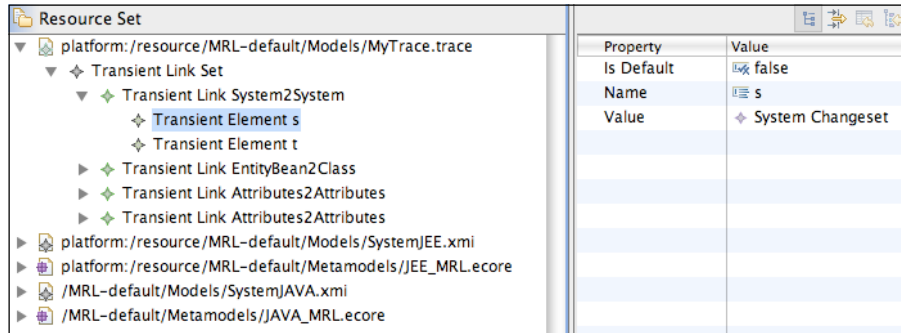 Resource Set
platform:/resource/MRL-default/Models/MyTrace.trace
Transient Link Set
Transient Link System2System
Transient Element s
Transient Element t
Transient Link EntityBean2Class
Transient Link Attributes2Attributes
Transient Link Attributes2Attributes
platform:/resource/MRL-default/Models/SystemJEE.xmi
platform:/resource/MRL-default/Metamodels/JEE_MRL.ecore
/MRL-default/Models/SystemJAVA.xmi
/MRL-default/Metamodels/JAVA_MRL.ecore
Property Value
Is Default false
Name s
Value System Changeset